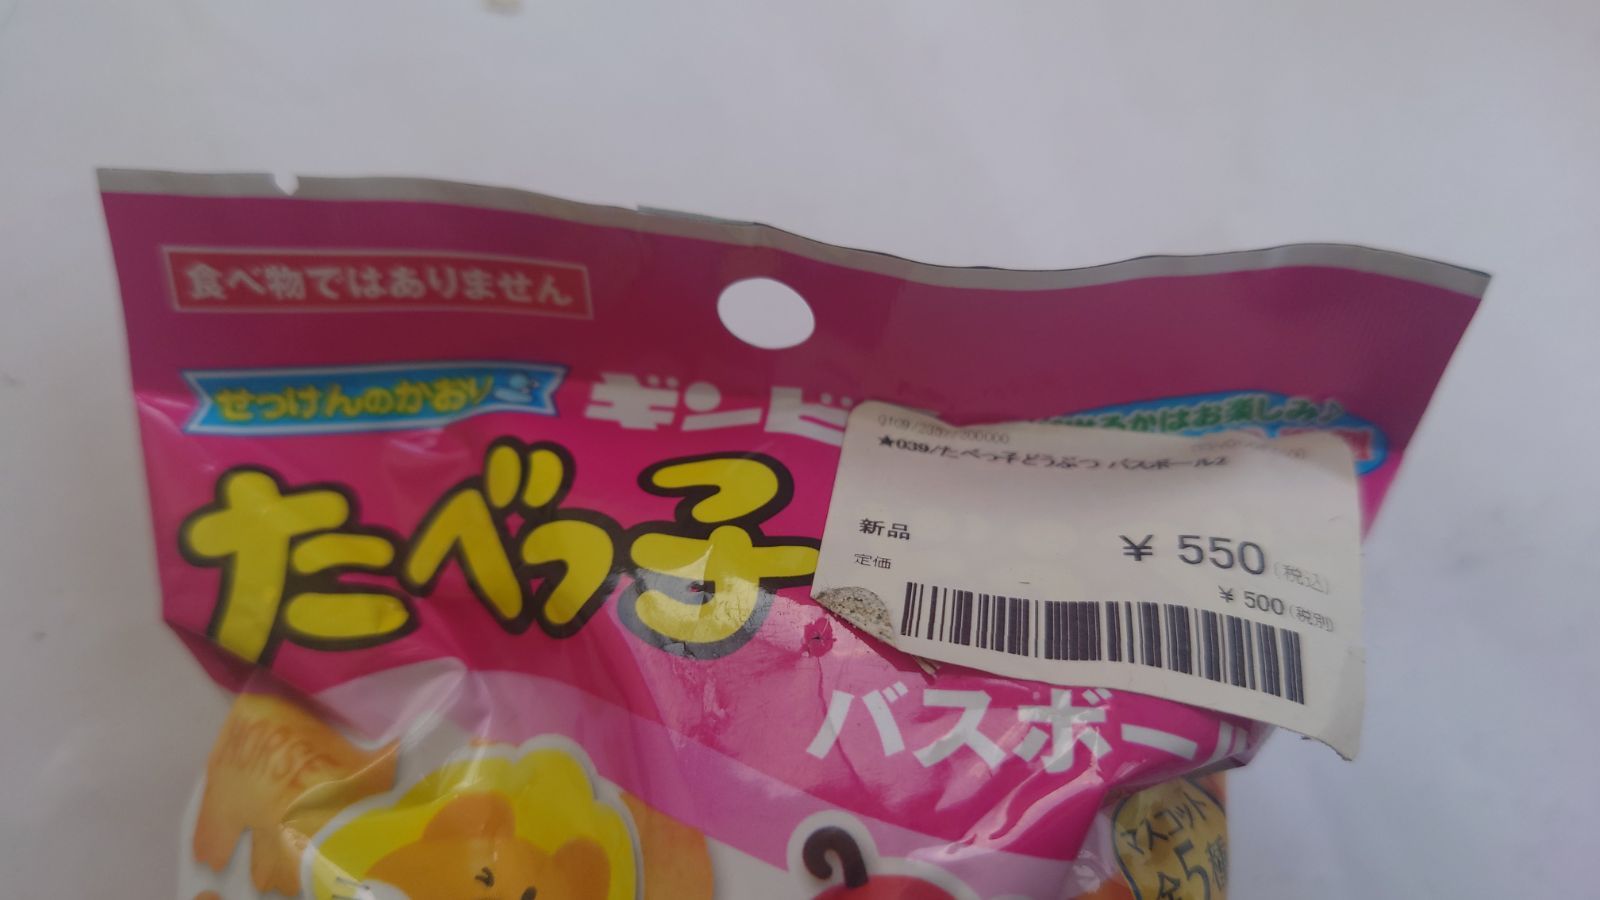 食べ物ではありません
せっけんのかおり
ギンビ
るかはお楽しみ♪
たべっ子
★039/たべっ子どうぶつ バスボール2
新品
定価
¥ 550(税込)
¥ 500(税別)
バスボール
HORSE
マスコット
全5種